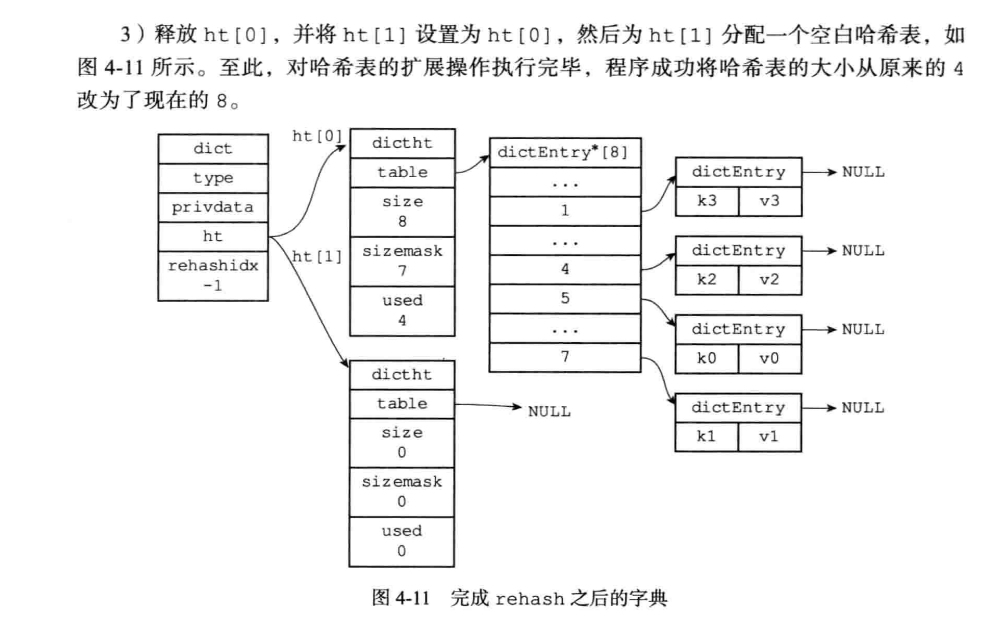 3）释放 ht[0]，并将 ht[1] 设置为 ht[0]，然后为 ht[1] 分配一个空白哈希表，如
图 4-11 所示。至此，对哈希表的扩展操作执行完毕，程序成功将哈希表的大小从原来的 4
改为了现在的 8。
dict
type
privdata
ht
rehashidx
-1
ht[0]
ht[1]
dictht
table
size
8
sizemask
7
used
4
dictEntry*[8]
...
1
...
4
5
...
7
dictEntry
NULL
k3 v3
dictEntry
NULL
k2 v2
dictEntry
NULL
k0 v0
dictEntry
NULL
k1 v1
dictht
table
NULL
size
0
sizemask
0
used
0
图 4-11 完成 rehash 之后的字典